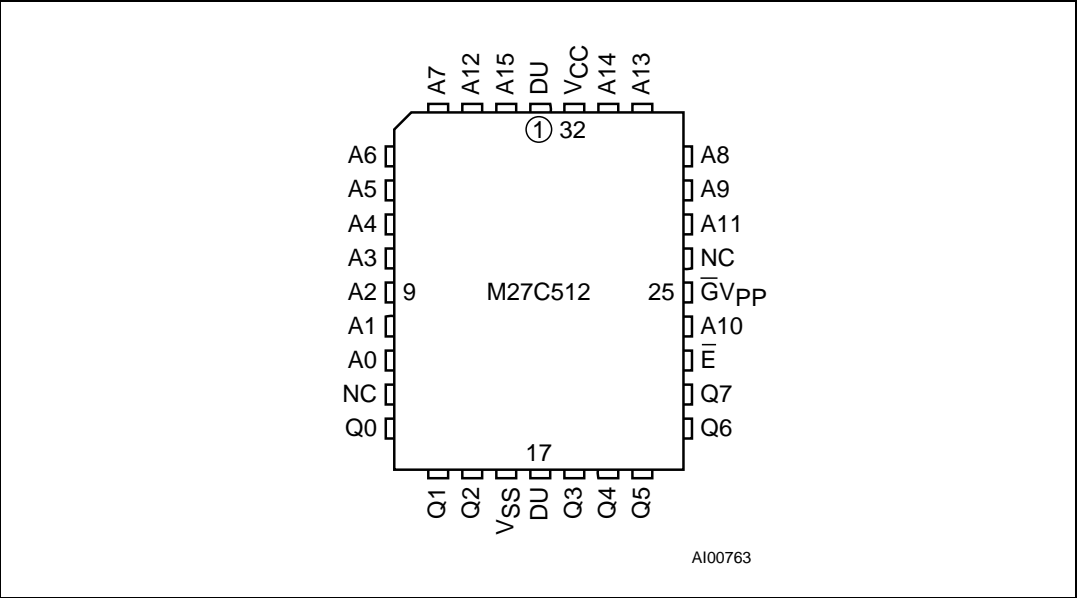 A7 A12 A15 DU VCC A14 A13
1 32
A6 A8
A5 A9
A4 A11
A3 NC
A2 9 M27C512 25 G̅VPP
A1 A10
A0 E̅
NC Q7
Q0 Q6
17
Q1 Q2 VSS DU Q3 Q4 Q5
AI00763